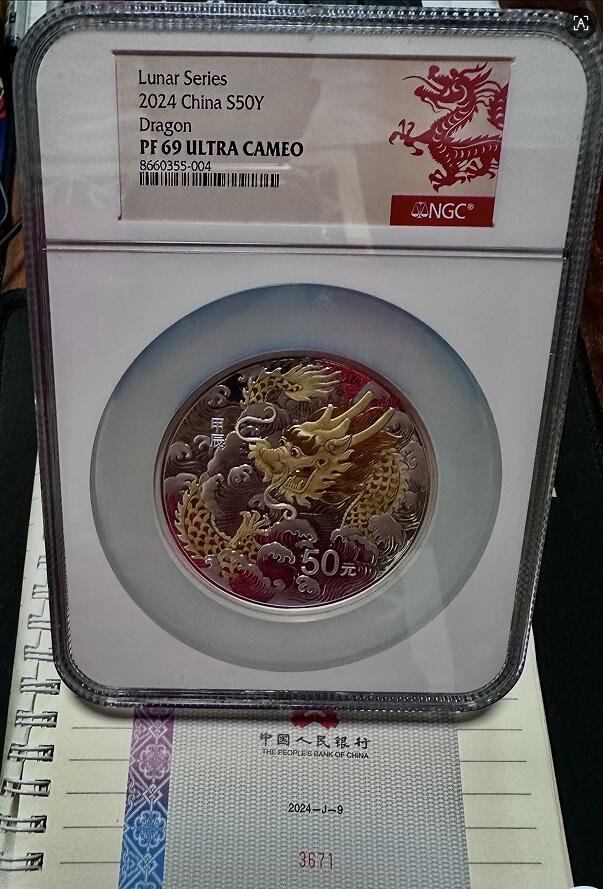 Lunar Series
2024 China S50Y
Dragon
PF 69 ULTRA CAMEO
8660355-004
NGC®
甲辰
50元
中国人民银行
THE PEOPLE'S BANK OF CHINA
2024-J-9
3671